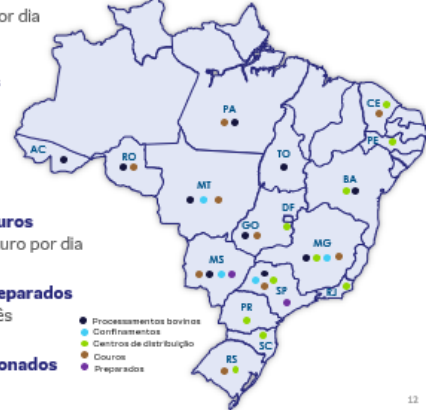 or dia
uros
uro por dia
eparados
ês
onados
PA
CE
PE
AC
RO
TO
MT
BA
DF
GO
MG
MS
SP
RJ
PR
SC
RS
Processamentos bovinos
Confinamentos
Centros de distribuição
Couros
Preparados
12